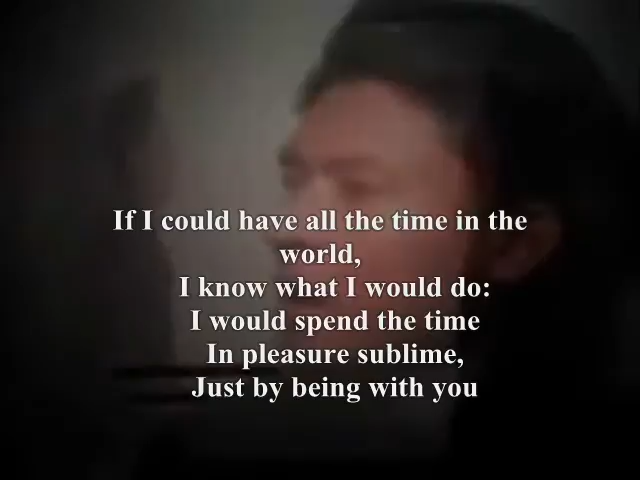 If I could have all the time in the
world,
I know what I would do:
I would spend the time
In pleasure sublime,
Just by being with you